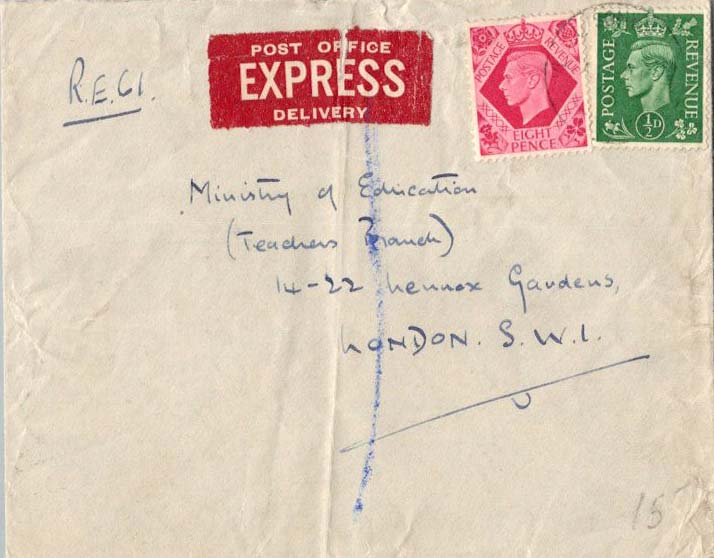 R.E.61.
POST OFFICE
EXPRESS
DELIVERY
POSTAGE
REVENUE
EIGHT
PENCE
POSTAGE
REVENUE
½D
Ministry of Education
(Teachers Branch)
14-22 Lennox Gardens,
LONDON. S.W.1.
15